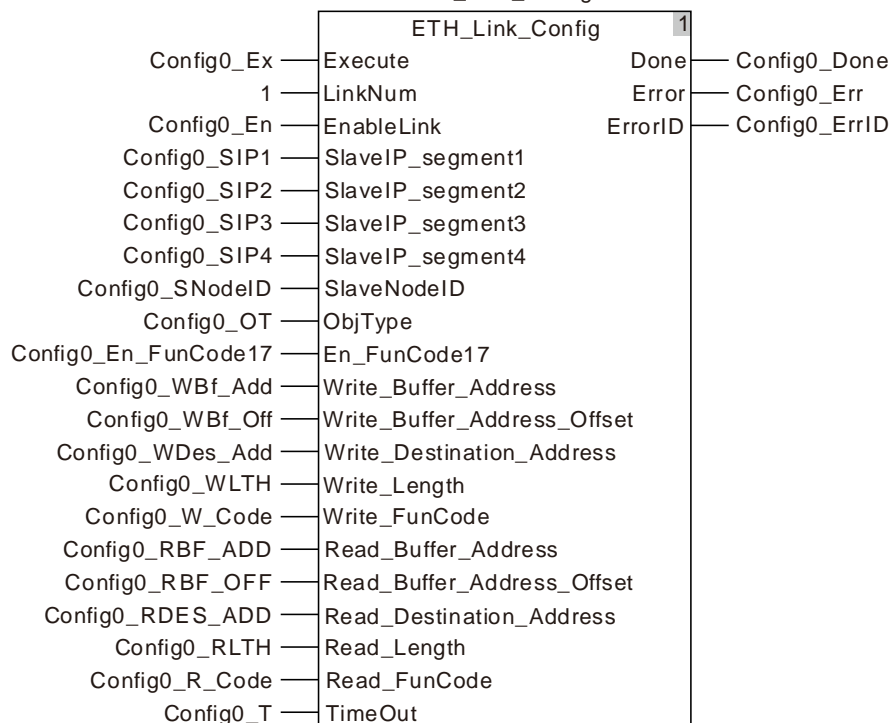 ETH_Link_Config 1
Config0_Ex Execute Done Config0_Done
1 LinkNum Error Config0_Err
Config0_En EnableLink ErrorID Config0_ErrID
Config0_SIP1 SlaveIP_segment1
Config0_SIP2 SlaveIP_segment2
Config0_SIP3 SlaveIP_segment3
Config0_SIP4 SlaveIP_segment4
Config0_SNodeID SlaveNodeID
Config0_OT ObjType
Config0_En_FunCode17 En_FunCode17
Config0_WBf_Add Write_Buffer_Address
Config0_WBf_Off Write_Buffer_Address_Offset
Config0_WDes_Add Write_Destination_Address
Config0_WLTH Write_Length
Config0_W_Code Write_FunCode
Config0_RBF_ADD Read_Buffer_Address
Config0_RBF_OFF Read_Buffer_Address_Offset
Config0_RDES_ADD Read_Destination_Address
Config0_RLTH Read_Length
Config0_R_Code Read_FunCode
Config0_T TimeOut